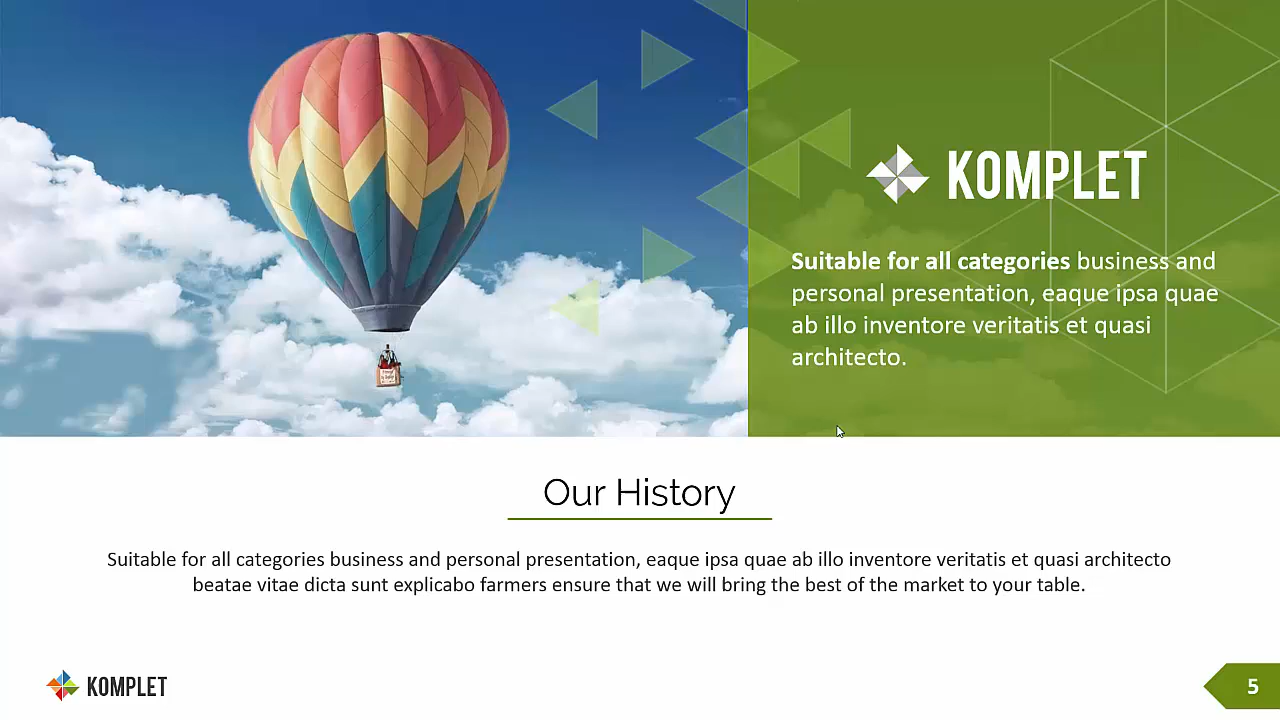 KOMPLET
Suitable for all categories business and
personal presentation, eaque ipsa quae
ab illo inventore veritatis et quasi
architecto.
Our History
Suitable for all categories business and personal presentation, eaque ipsa quae ab illo inventore veritatis et quasi architecto
beatae vitae dicta sunt explicabo farmers ensure that we will bring the best of the market to your table.
KOMPLET
5